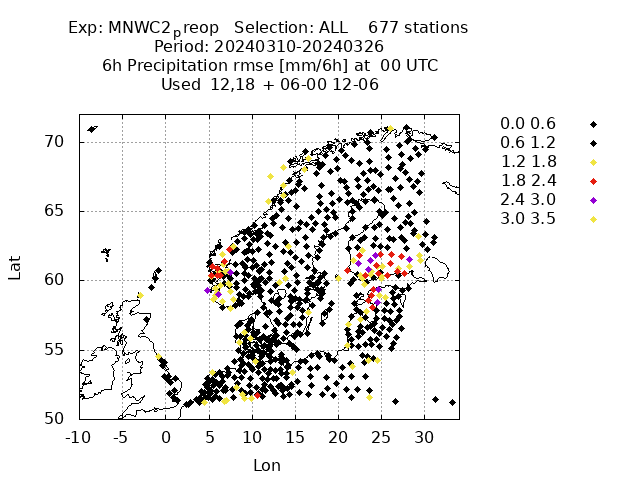 Exp: MNWC2preop Selection: ALL 677 stations
Period: 20240310-20240326
6h Precipitation rmse [mm/6h] at 00 UTC
Used 12,18 + 06-00 12-06
0.0 0.6
0.6 1.2
1.2 1.8
1.8 2.4
2.4 3.0
3.0 3.5
70
65
60
55
50
Lat
-10 -5 0 5 10 15 20 25 30
Lon